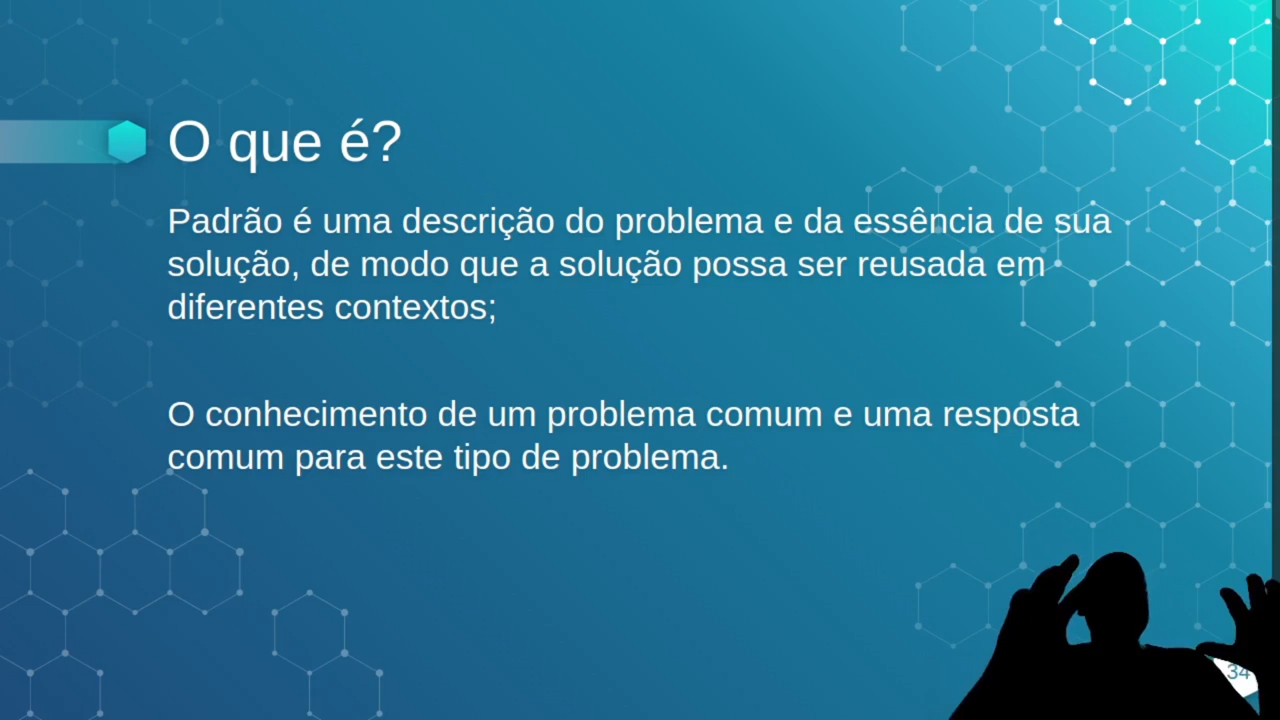 O que é?
Padrão é uma descrição do problema e da essência de sua
solução, de modo que a solução possa ser reusada em
diferentes contextos;
O conhecimento de um problema comum e uma resposta
comum para este tipo de problema.
34